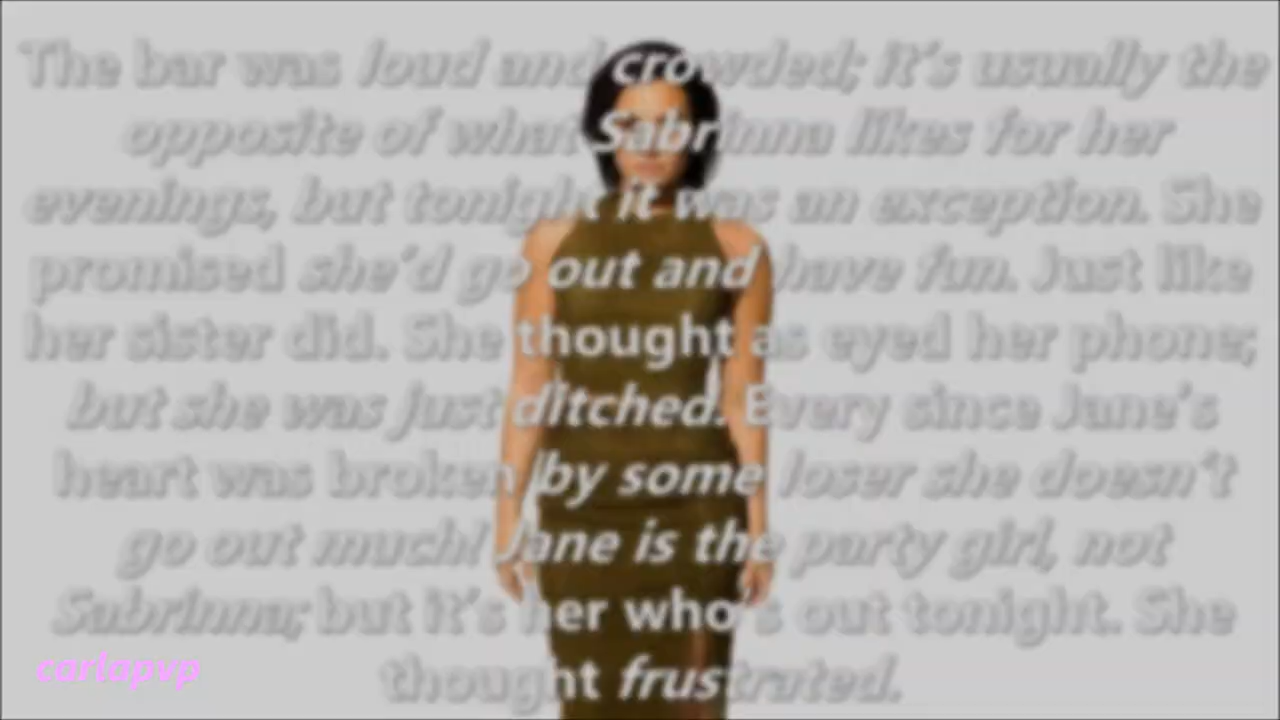 The bar was loud and crowded; it's usually the
opposite of what Sabrinna likes for her
evenings, but tonight it was an exception. She
promised she'd go out and have fun. Just like
her sister did. She thought as eyed her phone;
but she was just ditched. Every since Jane's
heart was broken by some loser she doesn't
go out much! Jane is the party girl, not
Sabrinna; but it's her who's out tonight. She
thought frustrated.
carlapvp